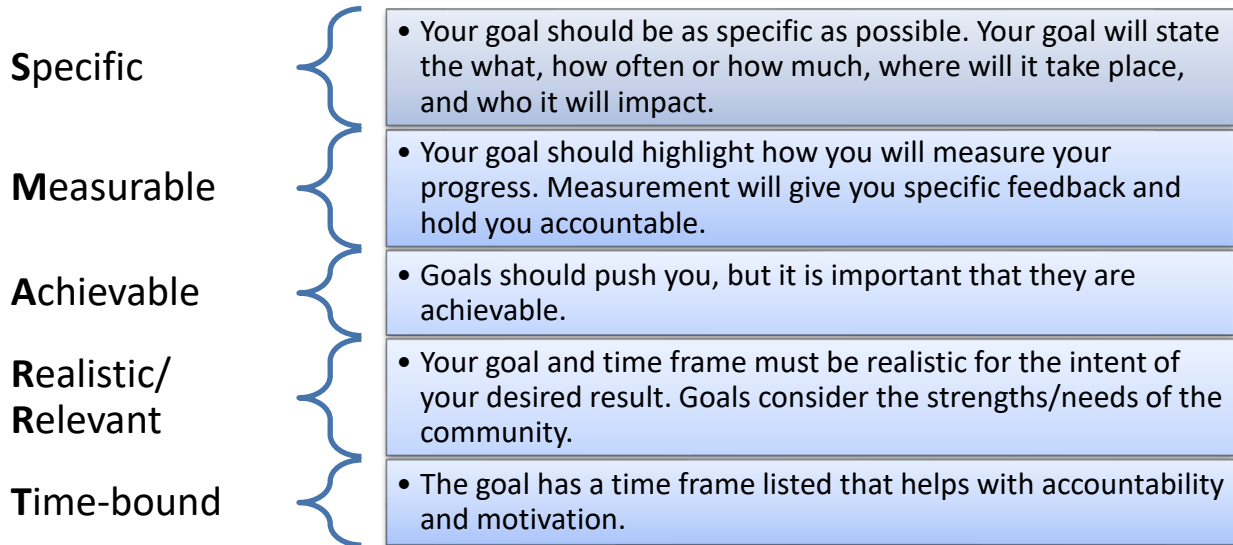 Specific
• Your goal should be as specific as possible. Your goal will state
the what, how often or how much, where will it take place,
and who it will impact.
Measurable
• Your goal should highlight how you will measure your
progress. Measurement will give you specific feedback and
hold you accountable.
Achievable
• Goals should push you, but it is important that they are
achievable.
Realistic/
Relevant
• Your goal and time frame must be realistic for the intent of
your desired result. Goals consider the strengths/needs of the
community.
Time-bound
• The goal has a time frame listed that helps with accountability
and motivation.